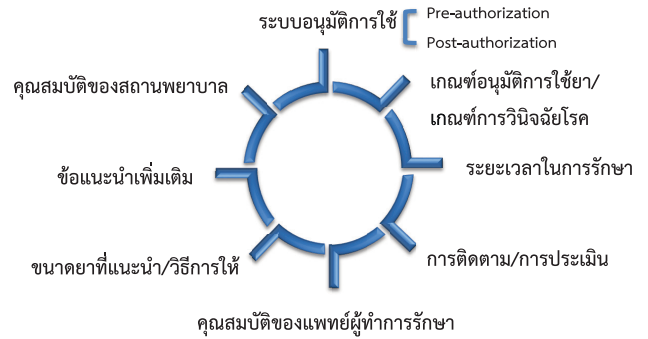 ระบบอนุมัติการใช้
Pre-authorization
Post-authorization
คุณสมบัติของสถานพยาบาล
เกณฑ์อนุมัติการใช้ยา/
เกณฑ์การวินิจฉัยโรค
ข้อแนะนำเพิ่มเติม
ระยะเวลาในการรักษา
ขนาดยาที่แนะนำ/วิธีการให้
การติดตาม/การประเมิน
คุณสมบัติของแพทย์ผู้ทำการรักษา